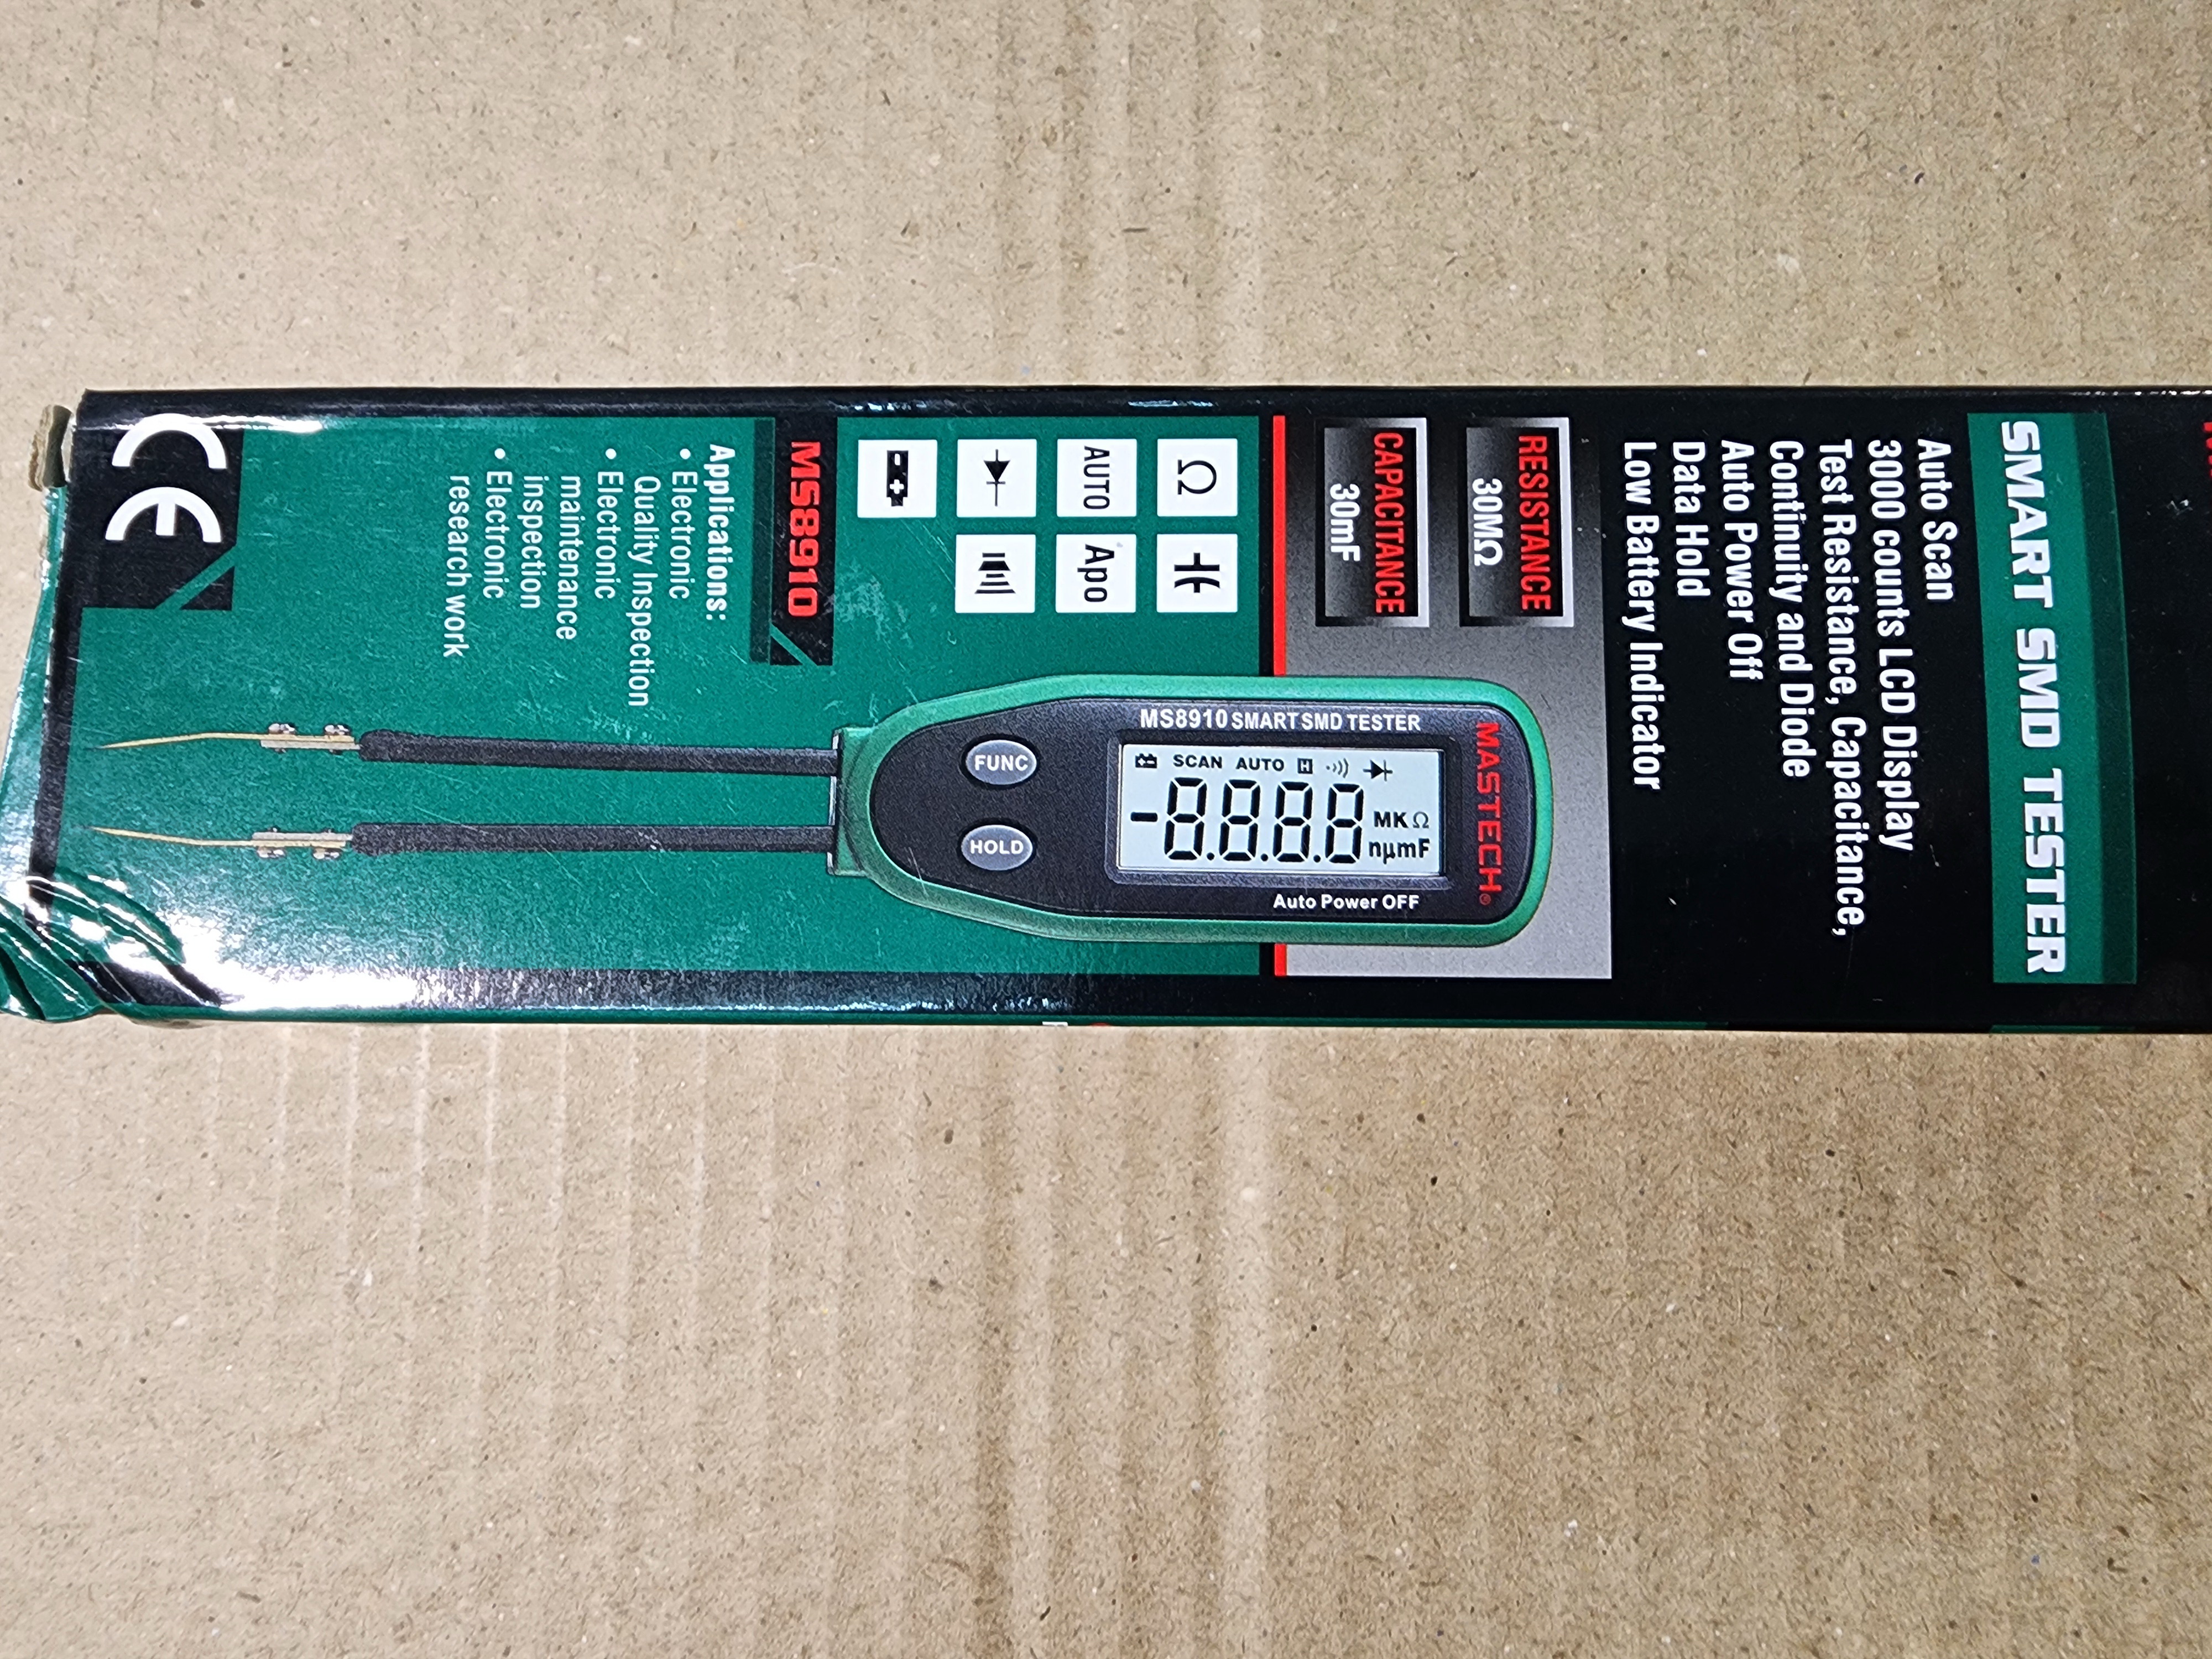 SMART SMD TESTER
Auto Scan
3000 counts LCD Display
Test Resistance, Capacitance,
Continuity and Diode
Auto Power Off
Data Hold
Low Battery Indicator
RESISTANCE
30MΩ
CAPACITANCE
30mF
MASTECH®
MS8910 SMART SMD TESTER
SCAN AUTO H
-8.8.8.8
MKΩ
nµmF
Auto Power OFF
FUNC
HOLD
Ω
AUTO Apo
MS8910
Applications:
• Electronic
Quality Inspection
• Electronic
maintenance
inspection
• Electronic
research work
CE